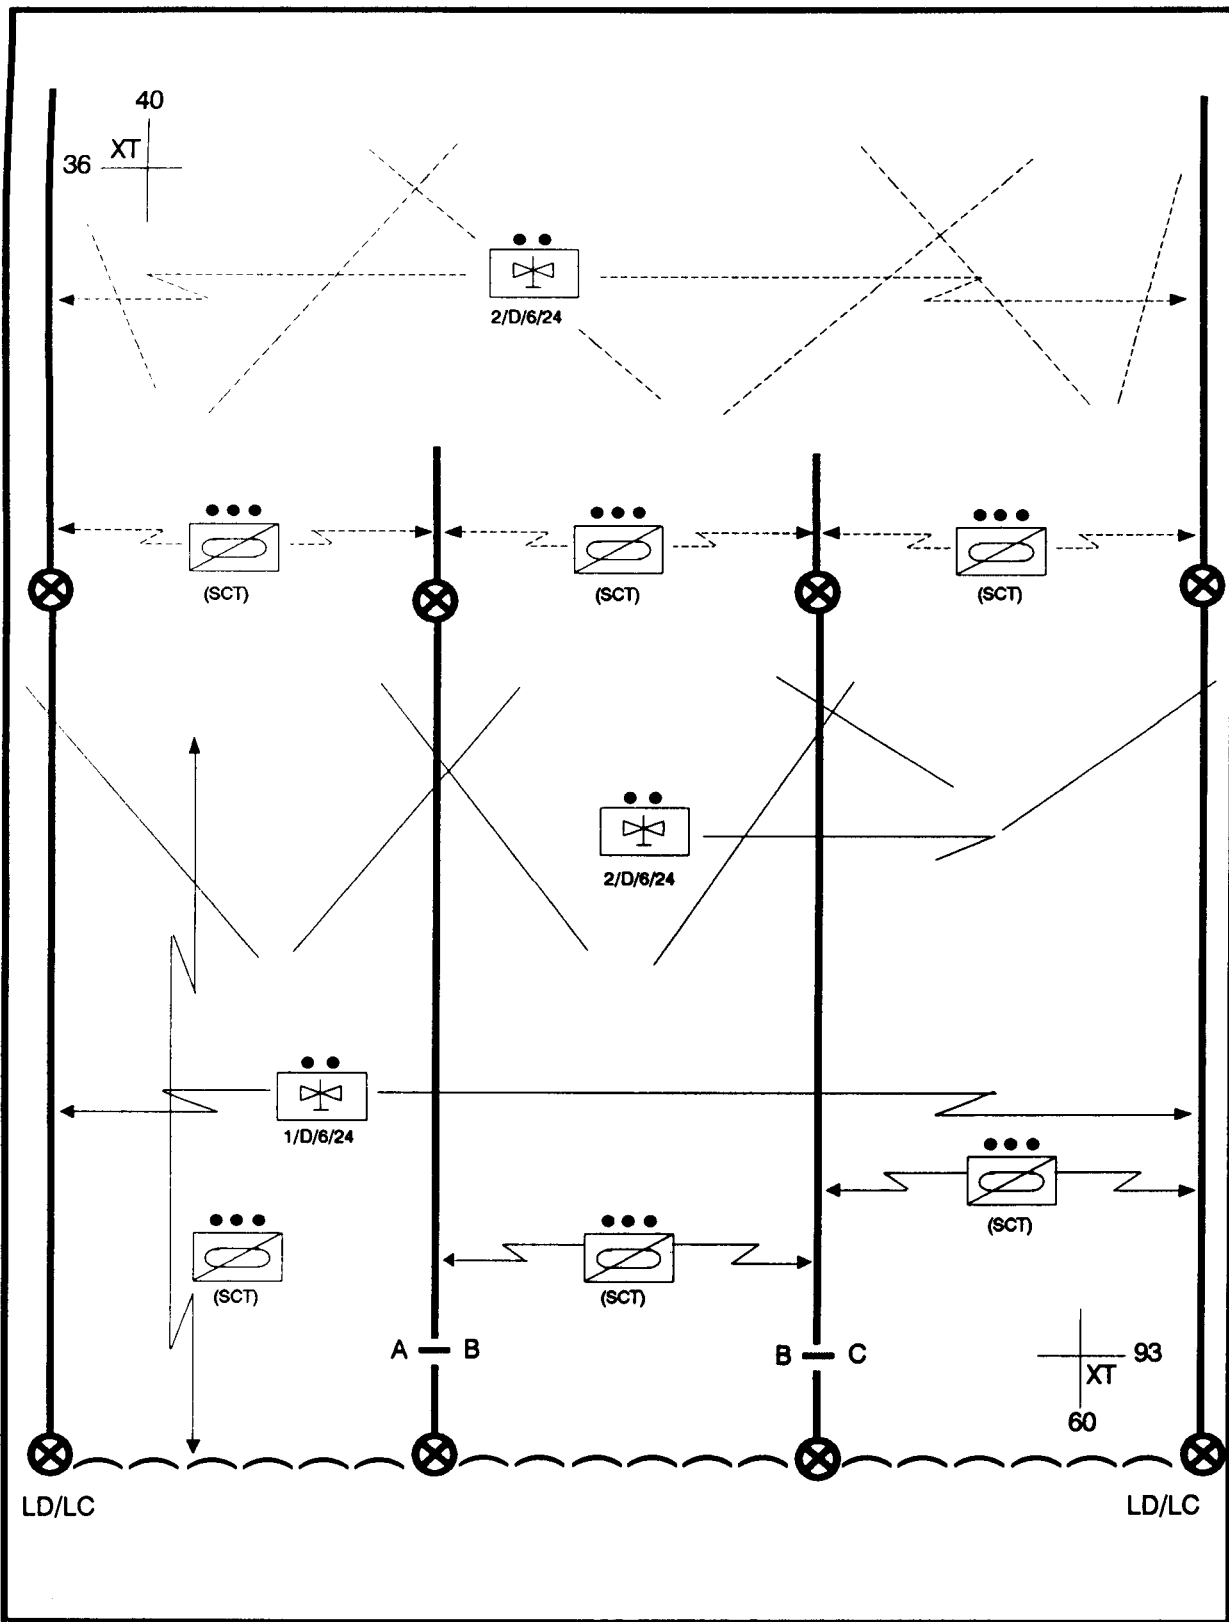 40
XT
36
2/D/6/24
(SCT) (SCT) (SCT)
2/D/6/24
1/D/6/24
(SCT)
(SCT) (SCT)
A B B C
93
XT
60
LD/LC LD/LC